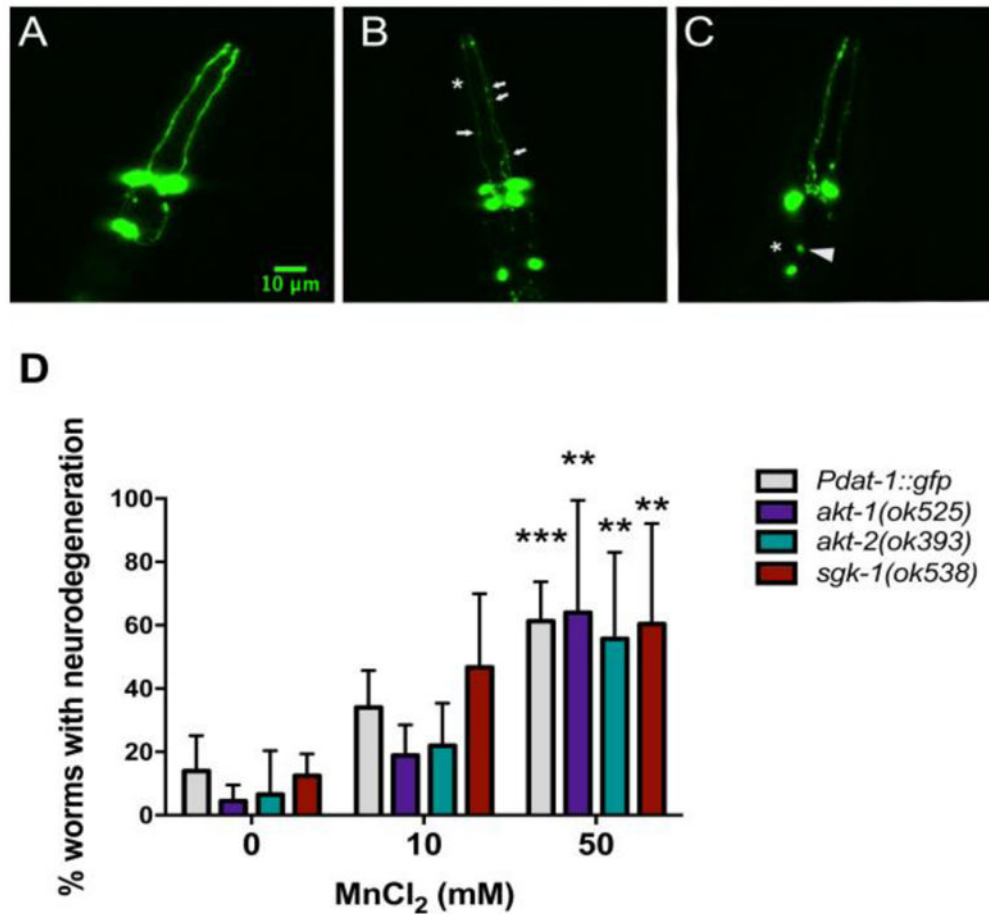 A
B
C
*
*
10 µm
D
% worms with neurodegeneration
100
80
60
40
20
0
***
**
**
**
0
10
50
MnCl₂ (mM)
Pdat-1::gfp
akt-1(ok525)
akt-2(ok393)
sgk-1(ok538)